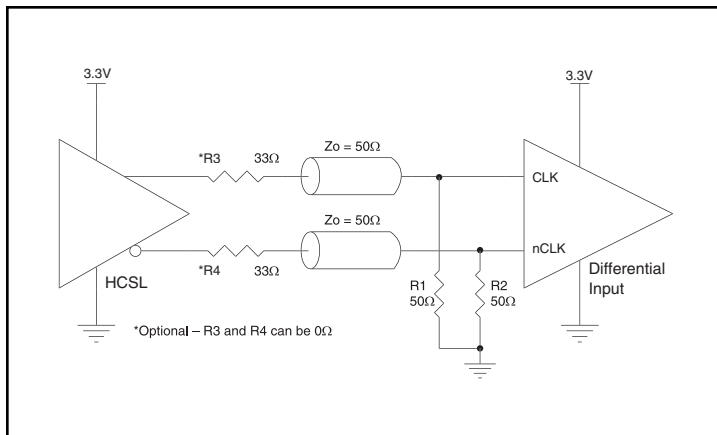 3.3V
3.3V
*R3
33Ω
Zo = 50Ω
CLK
Zo = 50Ω
nCLK
*R4
33Ω
HCSL
R1
50Ω
R2
50Ω
Differential
Input
*Optional – R3 and R4 can be 0Ω